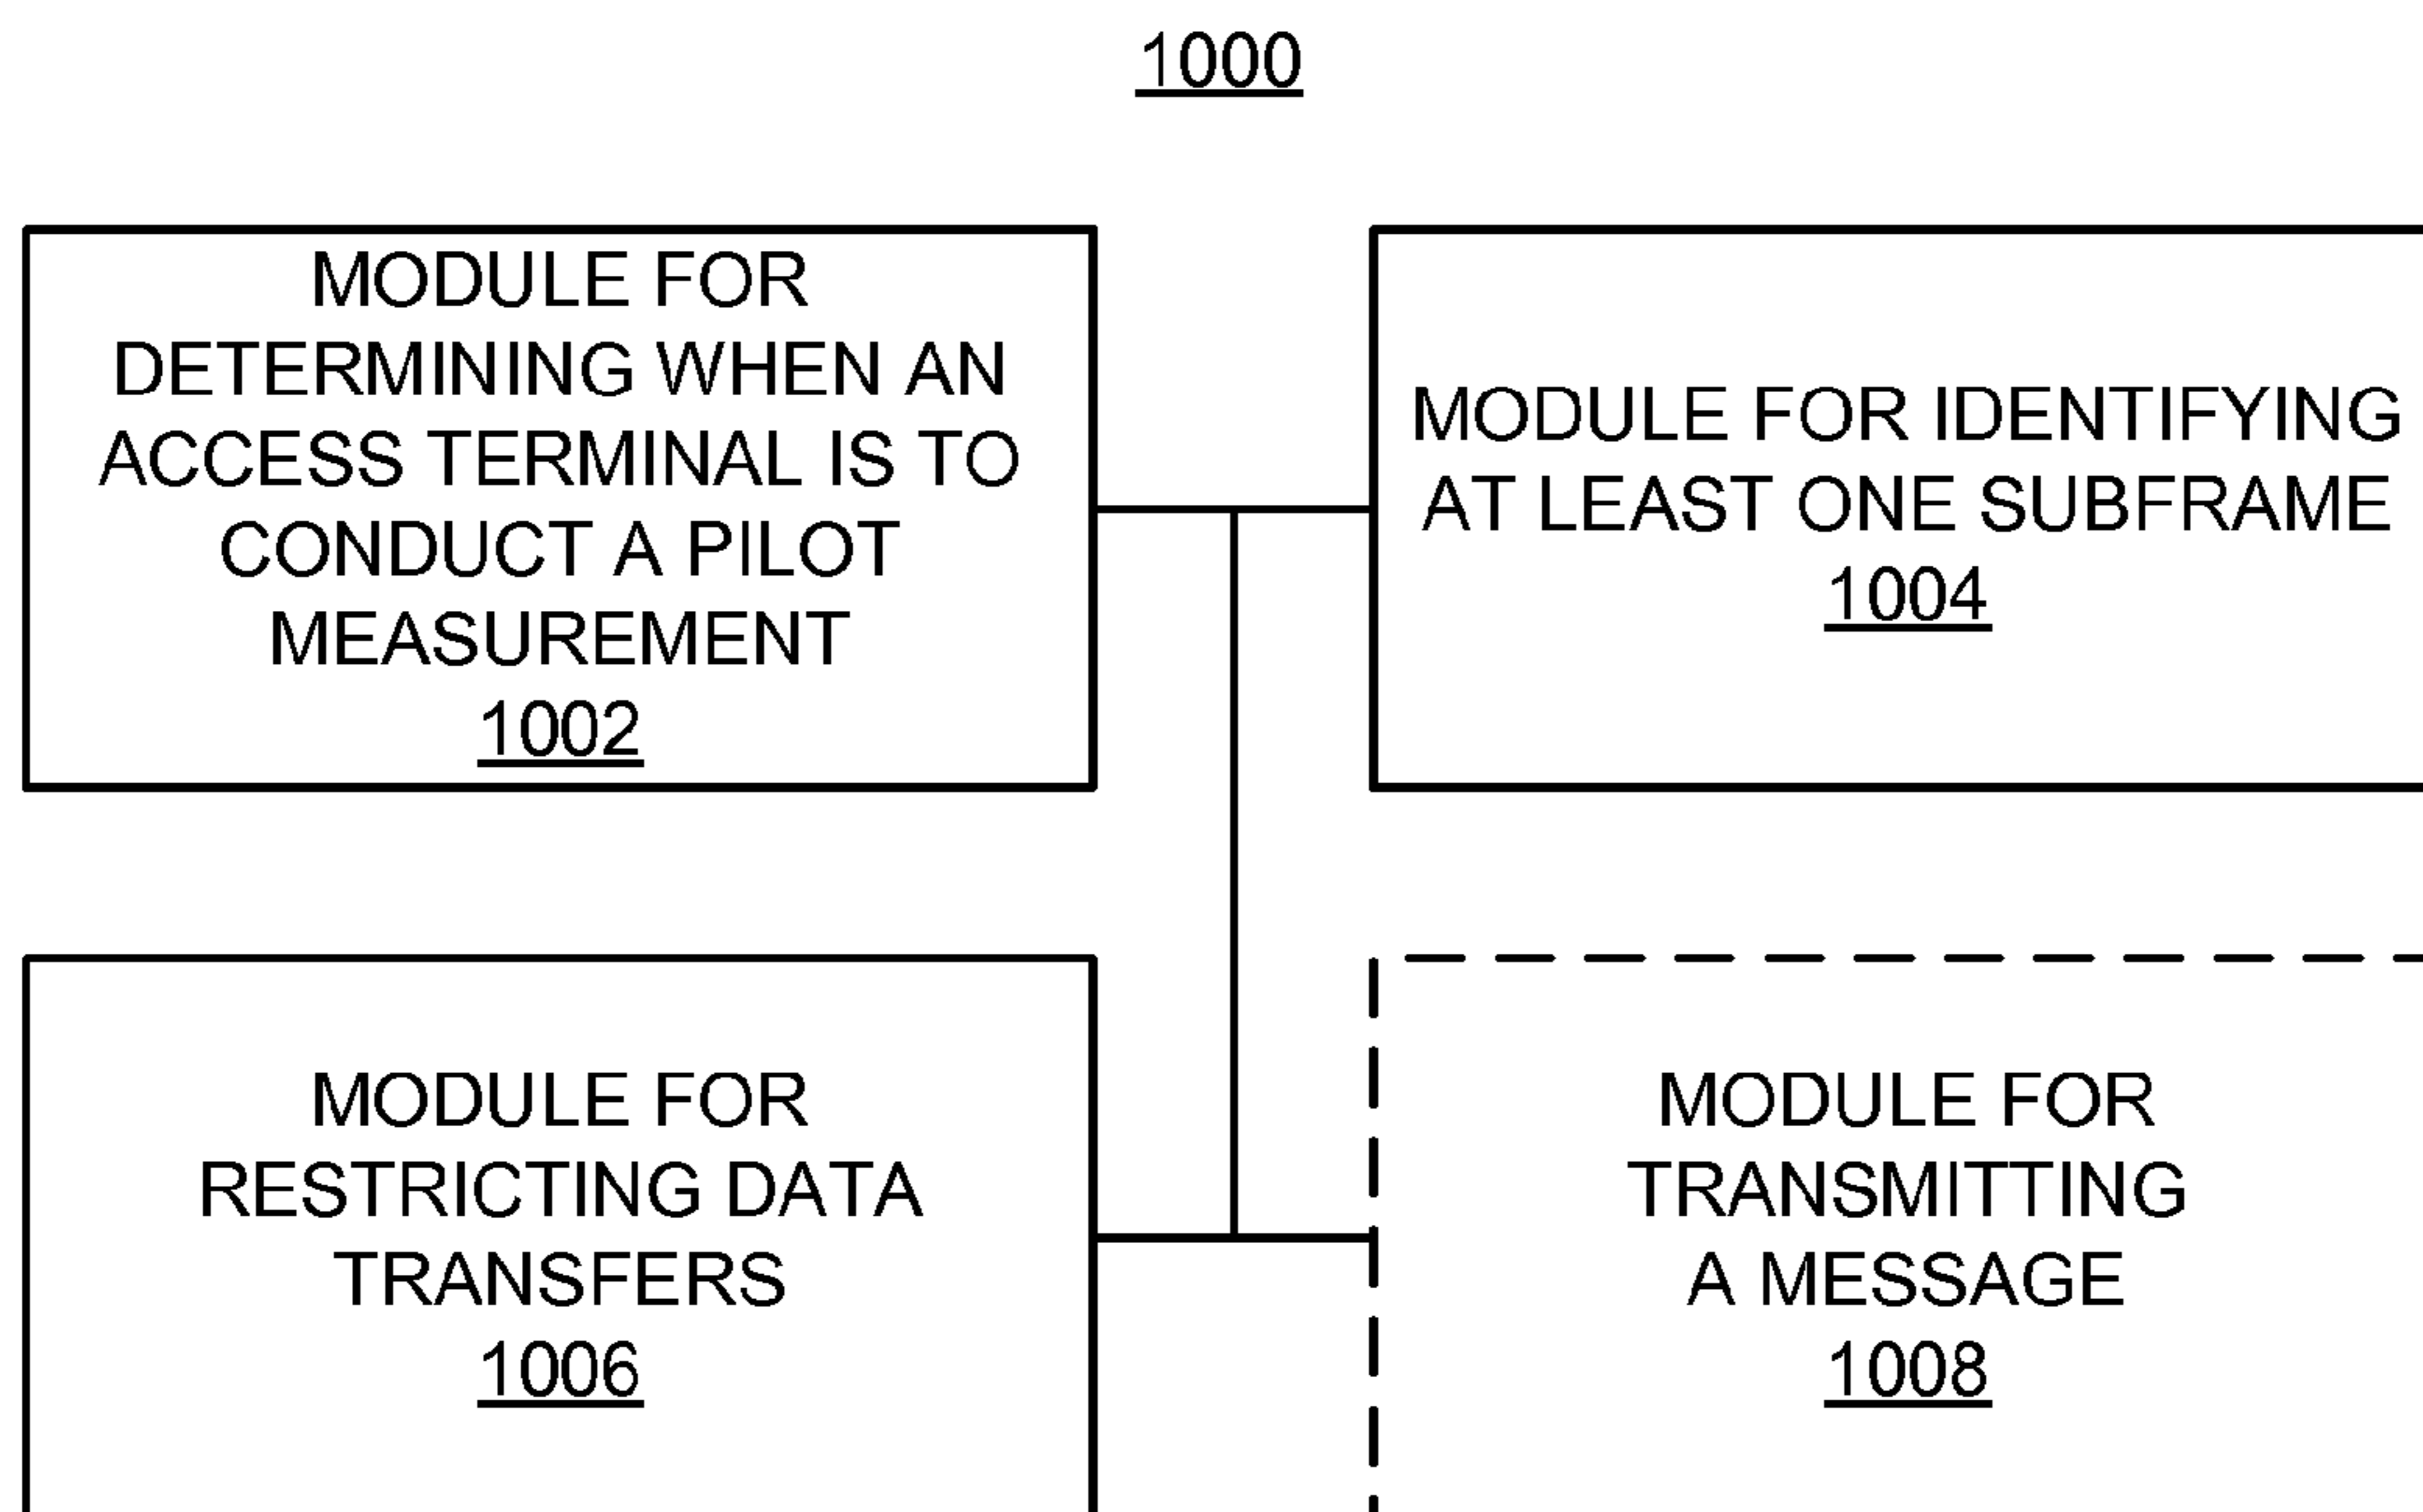 1000
MODULE FOR
DETERMINING WHEN AN
ACCESS TERMINAL IS TO
CONDUCT A PILOT
MEASUREMENT
1002
MODULE FOR IDENTIFYING
AT LEAST ONE SUBFRAME
1004
MODULE FOR
RESTRICTING DATA
TRANSFERS
1006
MODULE FOR
TRANSMITTING
A MESSAGE
1008